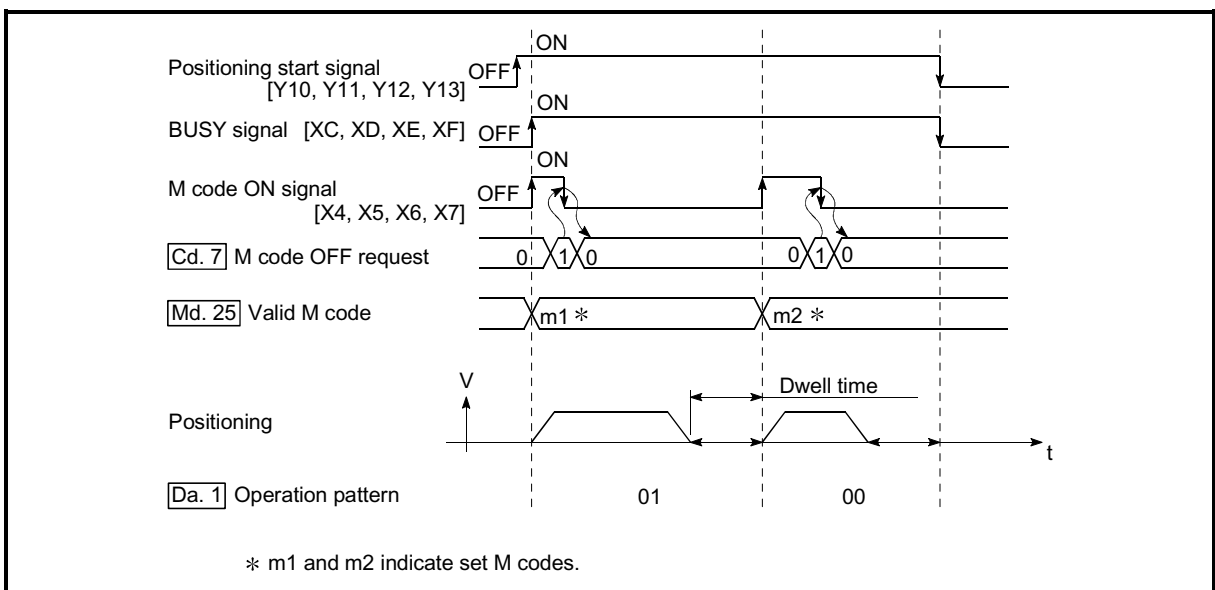 ON
Positioning start signal OFF
[Y10, Y11, Y12, Y13]
ON
BUSY signal [XC, XD, XE, XF] OFF
ON
M code ON signal OFF
[X4, X5, X6, X7]
Cd. 7 M code OFF request 0 1 0 0 1 0
Md. 25 Valid M code m1 * m2 *
V
Dwell time
Positioning
t
Da. 1 Operation pattern 01 00
* m1 and m2 indicate set M codes.